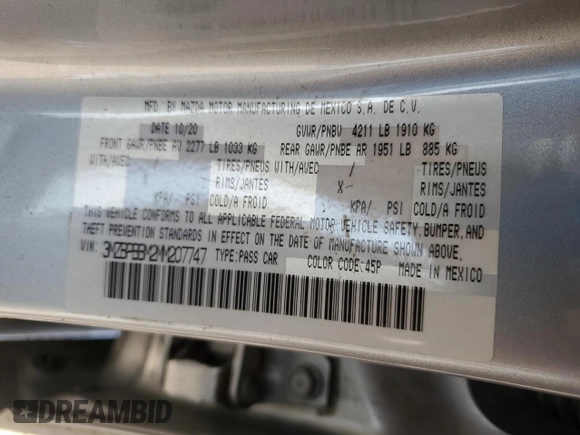 MFD. BY MAZDA MOTOR MANUFACTURING DE MEXICO S.A. DE C.V.
DATE 10/20 GVWR/PNBV 4211 LB 1910 KG
FRONT GAWR/PNBE AV 2277 LB 1033 KG REAR GAWR/PNBE AR 1951 LB 885 KG
WITH/AVEC / TIRES/PNEUS WITH/AVEC / TIRES/PNEUS
RIMS/JANTES X- RIMS/JANTES
KPA/ PSI COLD/A FROID KPA/ PSI COLD/A FROID
THIS VEHICLE CONFORMS TO ALL APPLICABLE FEDERAL MOTOR VEHICLE SAFETY, BUMPER, AND
THEFT PREVENTION STANDARDS IN EFFECT ON THE DATE OF MANUFACTURE SHOWN ABOVE.
VIN: TYPE:PASS CAR COLOR CODE:45P MADE IN MEXICO
DREAMBID